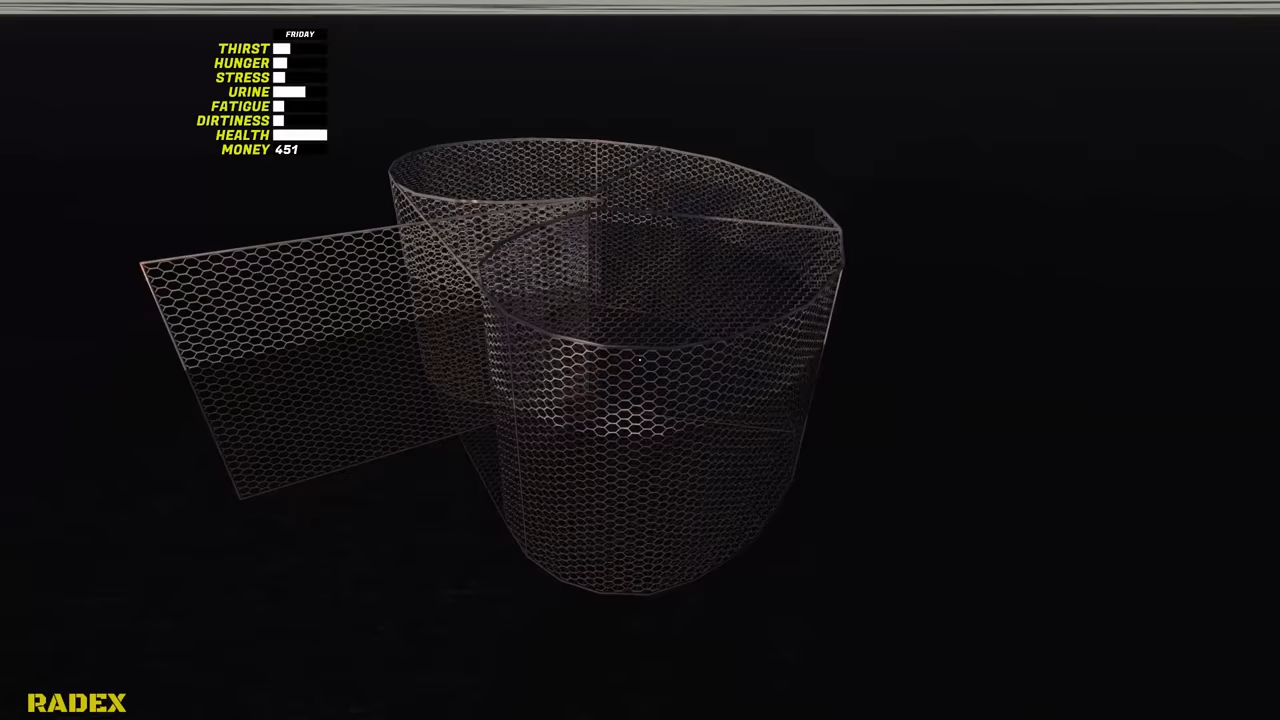 FRIDAY
THIRST
HUNGER
STRESS
URINE
FATIGUE
DIRTINESS
HEALTH
MONEY 451
RADEX